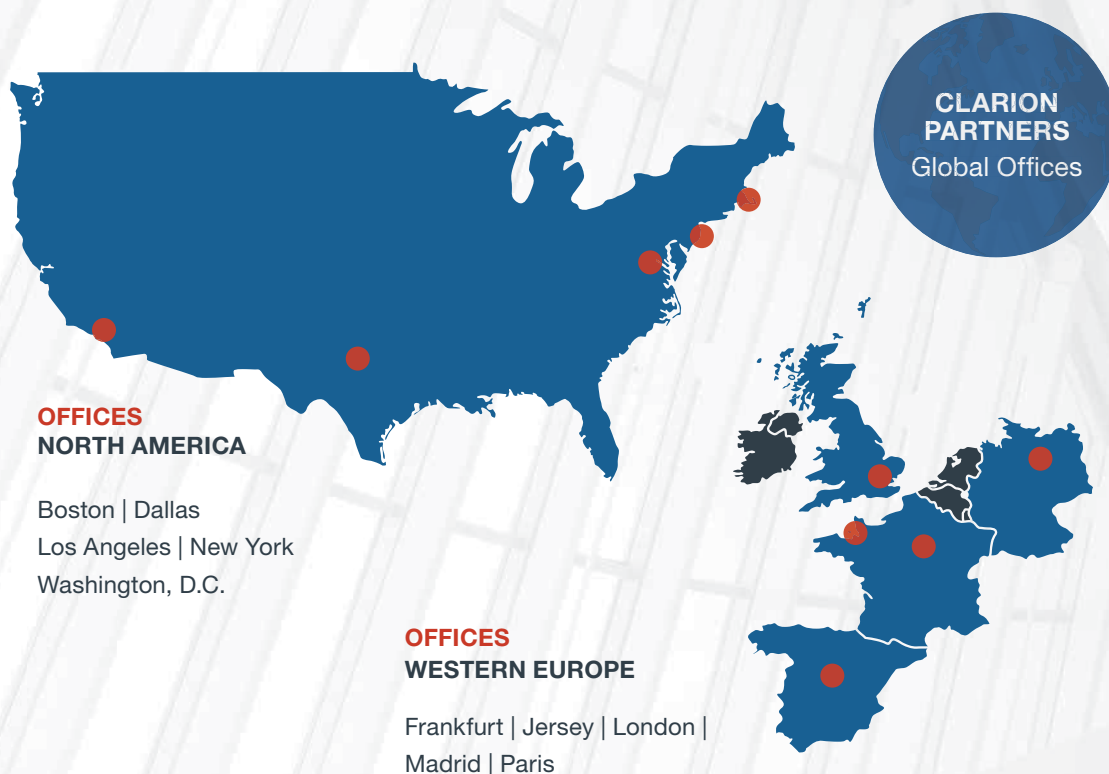 CLARION
PARTNERS
Global Offices
OFFICES
NORTH AMERICA
Boston | Dallas
Los Angeles | New York
Washington, D.C.
OFFICES
WESTERN EUROPE
Frankfurt | Jersey | London |
Madrid | Paris